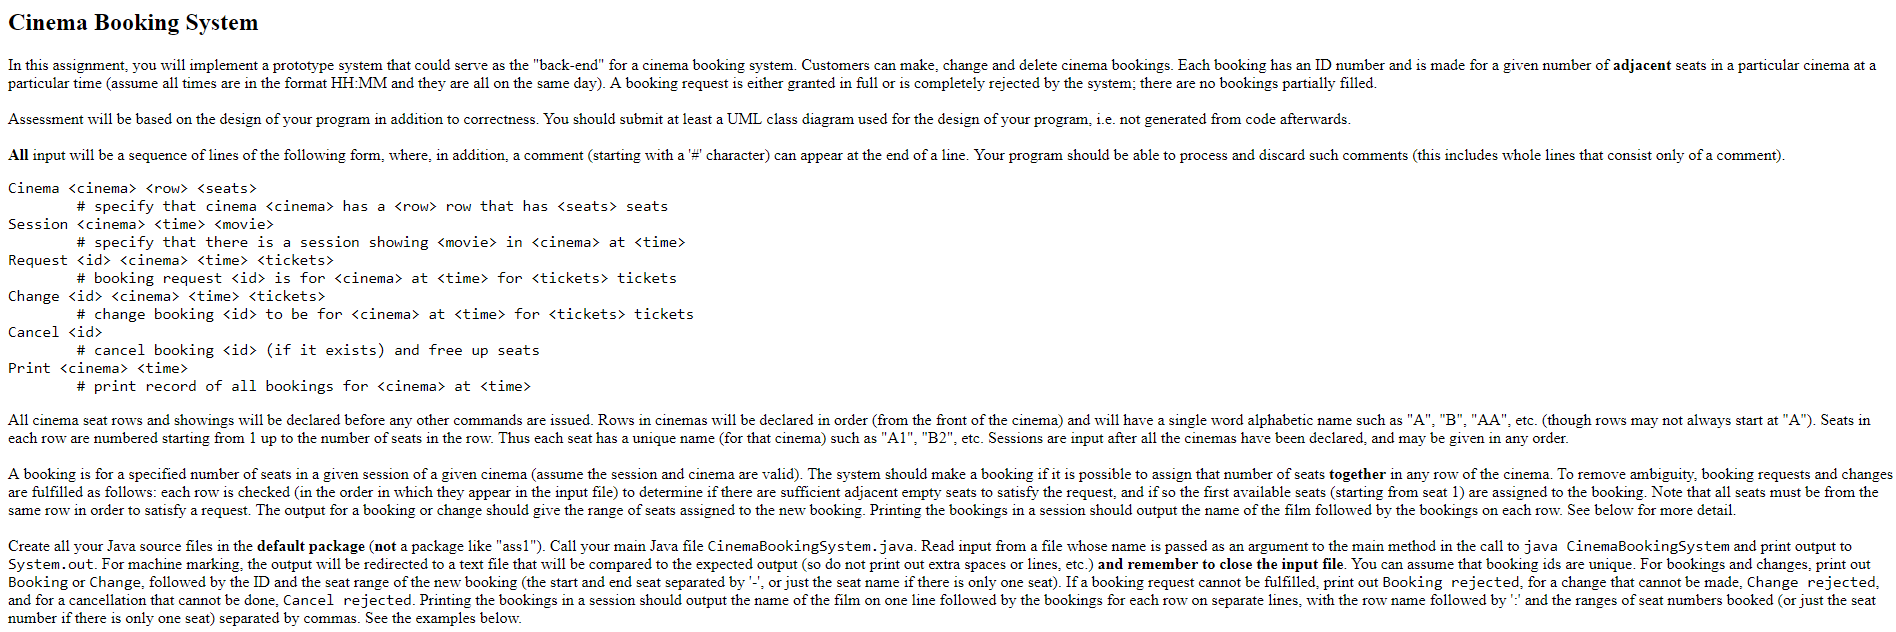 Cinema Booking System
In this assignment, you will implement a prototype system that could serve as the "back-end" for a cinema booking system. Customers can make, change and delete cinema bookings. Each booking has an ID number and is made for a given number of adjacent seats in a particular cinema at a
particular time (assume all times are in the format HH:MM and they are all on the same day). A booking request is either granted in full or is completely rejected by the system; there are no bookings partially filled.
Assessment will be based on the design of your program in addition to correctness. You should submit at least a UML class diagram used for the design of your program, i.e. not generated from code afterwards.
All input will be a sequence of lines of the following form, where, in addition, a comment (starting with a '#' character) can appear at the end of a line. Your program should be able to process and discard such comments (this includes whole lines that consist only of a comment).
Cinema <cinema> <row> <seats>
# specify that cinema <cinema> has a <row> row that has <seats> seats
Session <cinema> <time> <movie>
# specify that there is a session showing <movie> in <cinema> at <time>
Request <id> <cinema> <time> <tickets>
# booking request <id> is for <cinema> at <time> for <tickets> tickets
Change <id> <cinema> <time> <tickets>
# change booking <id> to be for <cinema> at <time> for <tickets> tickets
Cancel <id>
# cancel booking <id> (if it exists) and free up seats
Print <cinema> <time>
# print record of all bookings for <cinema> at <time>
All cinema seat rows and showings will be declared before any other commands are issued. Rows in cinemas will be declared in order (from the front of the cinema) and will have a single word alphabetic name such as "A", "B", "AA", etc. (though rows may not always start at "A"). Seats in
each row are numbered starting from 1 up to the number of seats in the row. Thus each seat has a unique name (for that cinema) such as "A1", "B2", etc. Sessions are input after all the cinemas have been declared, and may be given in any order.
A booking is for a specified number of seats in a given session of a given cinema (assume the session and cinema are valid). The system should make a booking if it is possible to assign that number of seats together in any row of the cinema. To remove ambiguity, booking requests and changes
are fulfilled as follows: each row is checked (in the order in which they appear in the input file) to determine if there are sufficient adjacent empty seats to satisfy the request, and if so the first available seats (starting from seat 1) are assigned to the booking. Note that all seats must be from the
same row in order to satisfy a request. The output for a booking or change should give the range of seats assigned to the new booking. Printing the bookings in a session should output the name of the film followed by the bookings on each row. See below for more detail.
Create all your Java source files in the default package (not a package like "ass1"). Call your main Java file CinemaBookingSystem.java. Read input from a file whose name is passed as an argument to the main method in the call to java CinemaBookingSystem and print output to
System.out. For machine marking, the output will be redirected to a text file that will be compared to the expected output (so do not print out extra spaces or lines, etc.) and remember to close the input file. You can assume that booking ids are unique. For bookings and changes, print out
Booking or Change, followed by the ID and the seat range of the new booking (the start and end seat separated by '-', or just the seat name if there is only one seat). If a booking request cannot be fulfilled, print out Booking rejected, for a change that cannot be made, Change rejected,
and for a cancellation that cannot be done, Cancel rejected. Printing the bookings in a session should output the name of the film on one line followed by the bookings for each row on separate lines, with the row name followed by ':' and the ranges of seat numbers booked (or just the seat
number if there is only one seat) separated by commas. See the examples below.